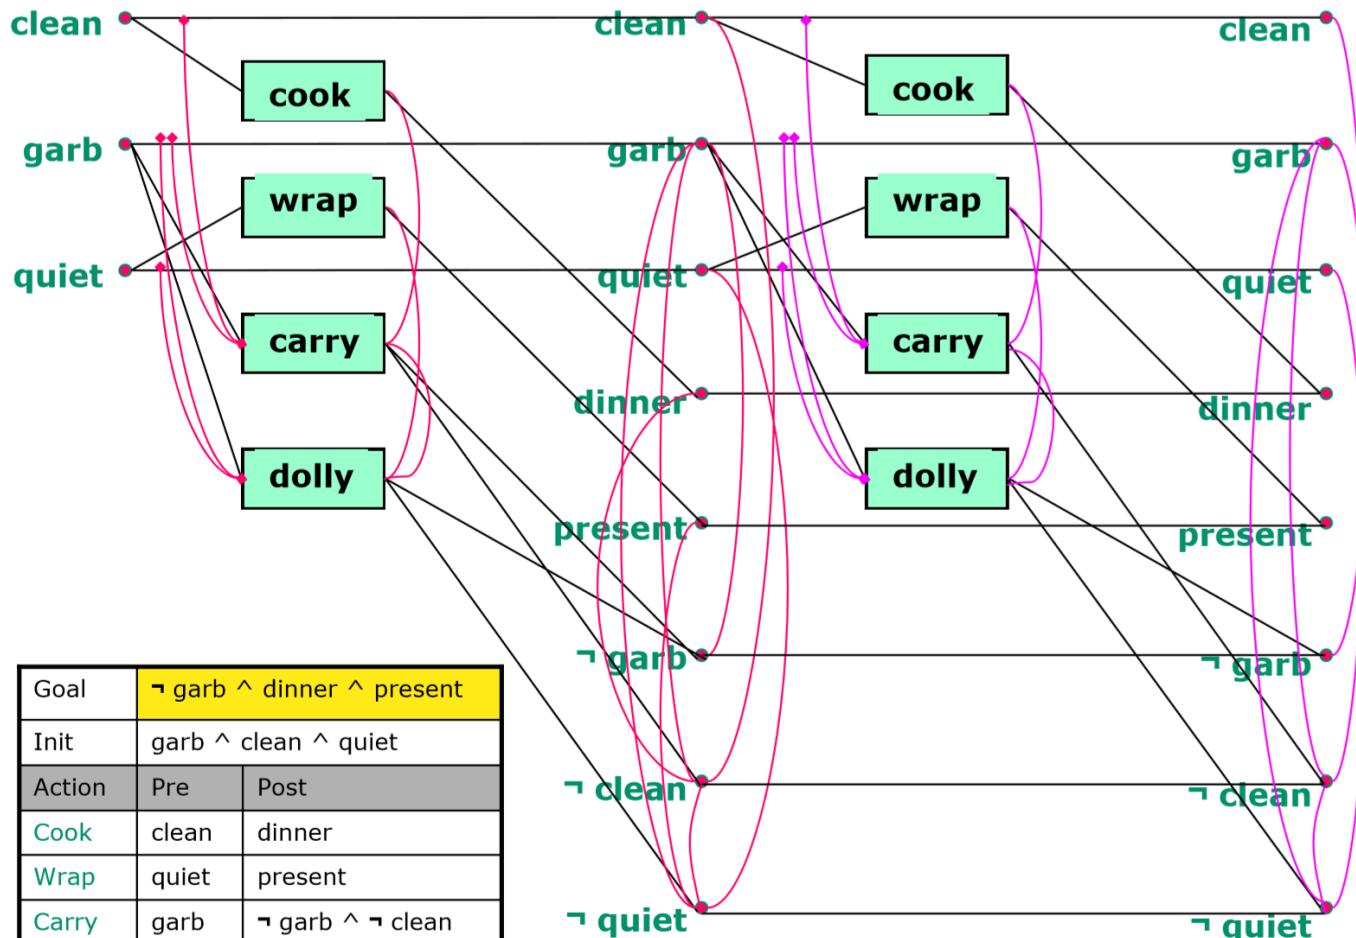 clean clean clean
cook cook
garb garb garb
wrap wrap
quiet quiet quiet
carry carry
dinner dinner
dolly dolly
present present
¬ garb ¬ garb
¬ clean ¬ clean
¬ quiet ¬ quiet
Goal ¬ garb ^ dinner ^ present
Init garb ^ clean ^ quiet
Action Pre Post
Cook clean dinner
Wrap quiet present
Carry garb ¬ garb ^ ¬ clean